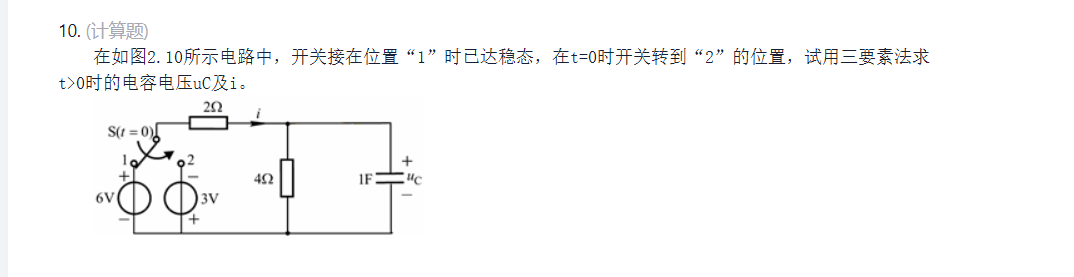 10. (计算题)
在如图2.10所示电路中，开关接在位置“1”时已达稳态，在t=0时开关转到“2”的位置，试用三要素法求
t>0时的电容电压uC及i。
2Ω
i
S(t = 0)
1
2
+
−
+
4Ω
1F
uC
6V
3V
−
−
+